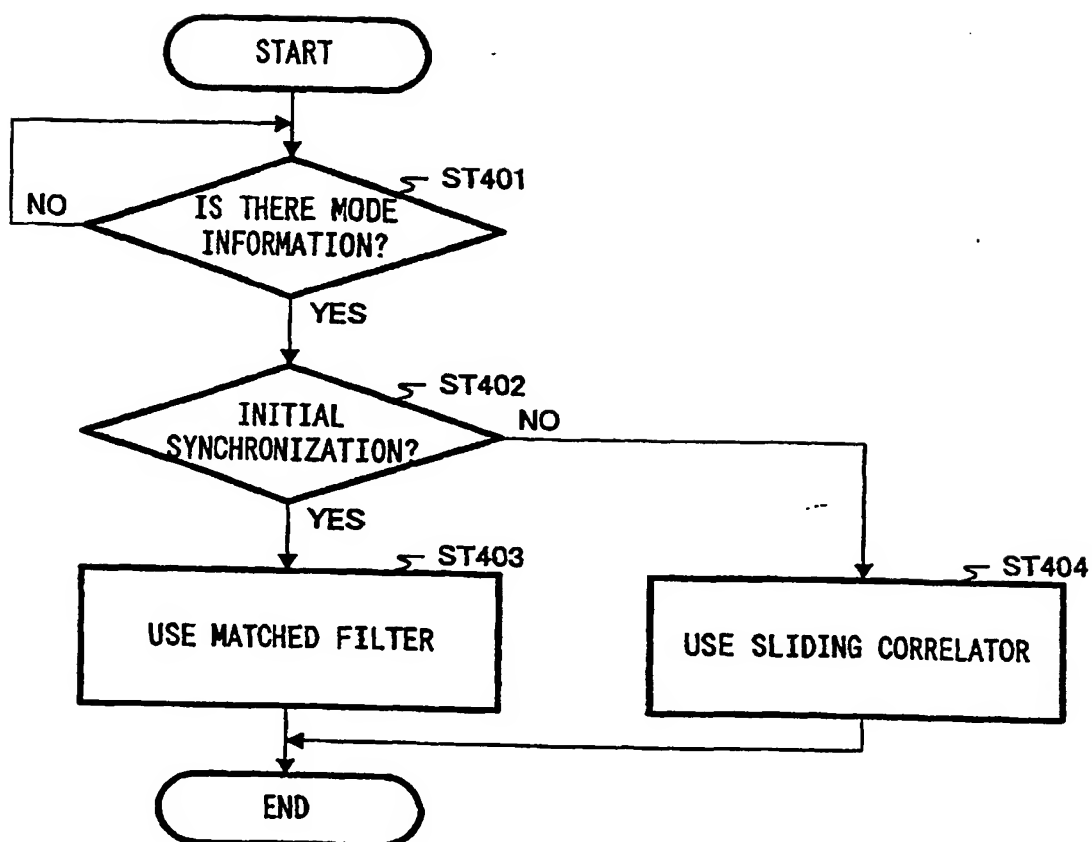 START
ST401
NO
IS THERE MODE
INFORMATION?
YES
ST402
INITIAL
SYNCHRONIZATION?
NO
YES
ST403
USE MATCHED FILTER
ST404
USE SLIDING CORRELATOR
END